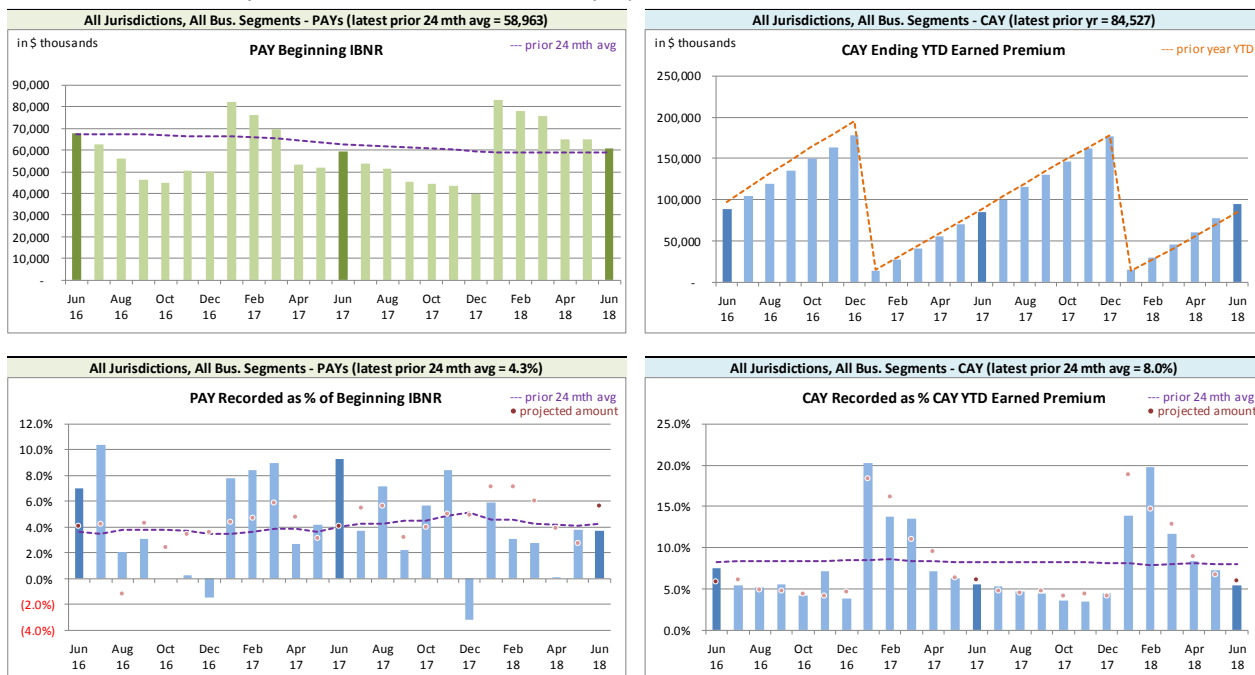 All Jurisdictions, All Bus. Segments - PAYs (latest prior 24 mth avg = 58,963)
in $ thousands
PAY Beginning IBNR
--- prior 24 mth avg
90,000
80,000
70,000
60,000
50,000
40,000
30,000
20,000
10,000
-
Jun Aug Oct Dec Feb Apr Jun Aug Oct Dec Feb Apr Jun
16 16 16 16 17 17 17 17 17 17 18 18 18
All Jurisdictions, All Bus. Segments - CAY (latest prior yr = 84,527)
in $ thousands
CAY Ending YTD Earned Premium
--- prior year YTD
250,000
200,000
150,000
100,000
50,000
-
Jun Aug Oct Dec Feb Apr Jun Aug Oct Dec Feb Apr Jun
16 16 16 16 17 17 17 17 17 17 18 18 18
All Jurisdictions, All Bus. Segments - PAYs (latest prior 24 mth avg = 4.3%)
PAY Recorded as % of Beginning IBNR
--- prior 24 mth avg
• projected amount
12.0%
10.0%
8.0%
6.0%
4.0%
2.0%
0.0%
(2.0%)
(4.0%)
Jun Aug Oct Dec Feb Apr Jun Aug Oct Dec Feb Apr Jun
16 16 16 16 17 17 17 17 17 17 18 18 18
All Jurisdictions, All Bus. Segments - CAY (latest prior 24 mth avg = 8.0%)
CAY Recorded as % CAY YTD Earned Premium
--- prior 24 mth avg
• projected amount
25.0%
20.0%
15.0%
10.0%
5.0%
0.0%
Jun Aug Oct Dec Feb Apr Jun Aug Oct Dec Feb Apr Jun
16 16 16 16 17 17 17 17 17 17 18 18 18